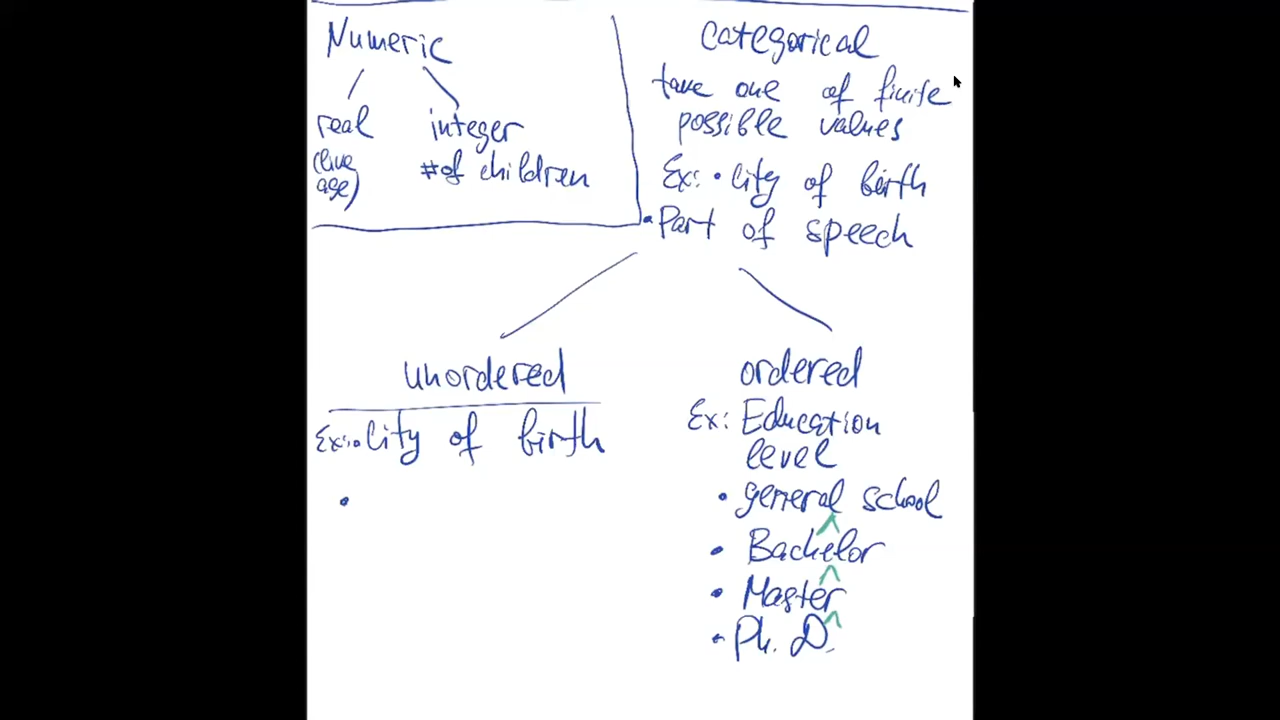 Numeric
real integer
(live # of children
age)
categorical
take one of finite
possible values
Ex: • City of birth
• Part of speech
unordered
Ex: • City of birth
•
ordered
Ex: Education
level
• general school
• Bachelor
• Master
• Ph. D.